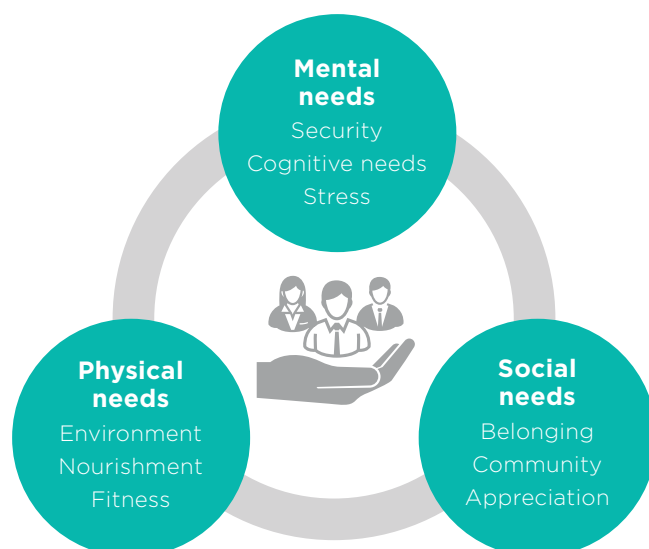 Mental
needs
Security
Cognitive needs
Stress
Physical
needs
Environment
Nourishment
Fitness
Social
needs
Belonging
Community
Appreciation